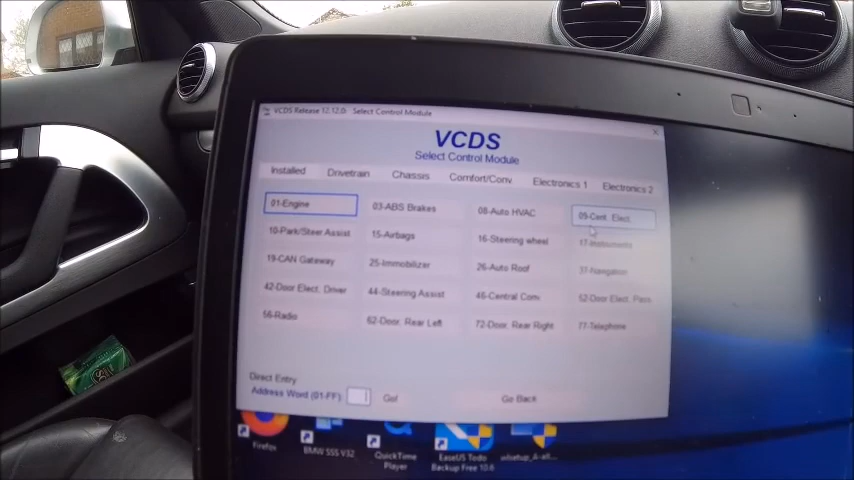 VCDS Release 12.12.0: Select Control Module
VCDS
Select Control Module
Installed Drivetrain Chassis Comfort/Conv. Electronics 1 Electronics 2
01-Engine 03-ABS Brakes 08-Auto HVAC 09-Cent. Elect.
10-Park/Steer Assist 15-Airbags 16-Steering wheel 17-Instruments
19-CAN Gateway 25-Immobilizer 26-Auto Roof 37-Navigation
42-Door Elect. Driver 44-Steering Assist 46-Central Conv. 52-Door Elect. Pass.
56-Radio 62-Door. Rear Left 72-Door. Rear Right 77-Telephone
Direct Entry
Address Word (01-FF): Go! Go Back
Firefox
BMW SSS V32
QuickTime
Player
EaseUS Todo
Backup Free 10.6